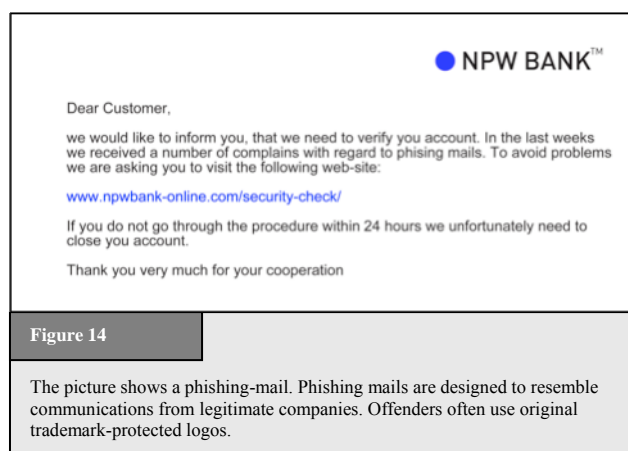 NPW BANK™
Dear Customer,
we would like to inform you, that we need to verify you account. In the last weeks
we received a number of complains with regard to phising mails. To avoid problems
we are asking you to visit the following web-site:
www.npwbank-online.com/security-check/
If you do not go through the procedure within 24 hours we unfortunately need to
close you account.
Thank you very much for your cooperation
Figure 14
The picture shows a phishing-mail. Phishing mails are designed to resemble
communications from legitimate companies. Offenders often use original
trademark-protected logos.